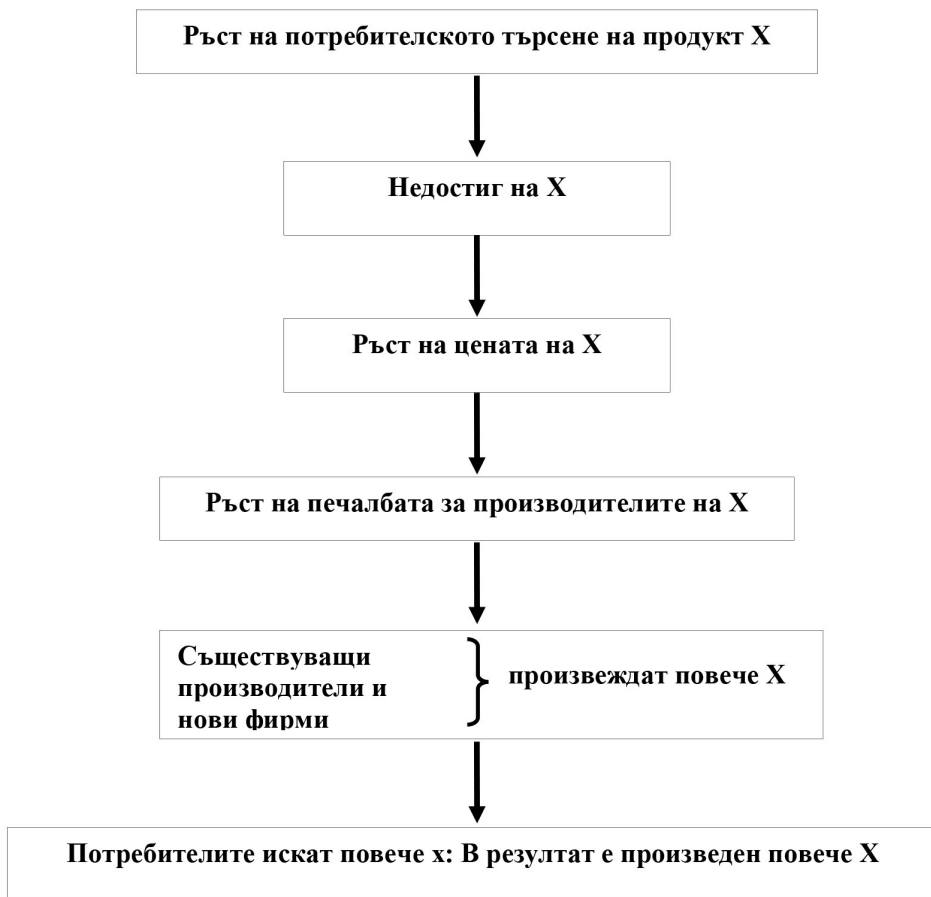 Ръст на потребителското търсене на продукт Х
Недостиг на Х
Ръст на цената на Х
Ръст на печалбата за производителите на Х
Съществуващи
производители и
нови фирми
произвеждат повече Х
Потребителите искат повече х: В резултат е произведен повече Х